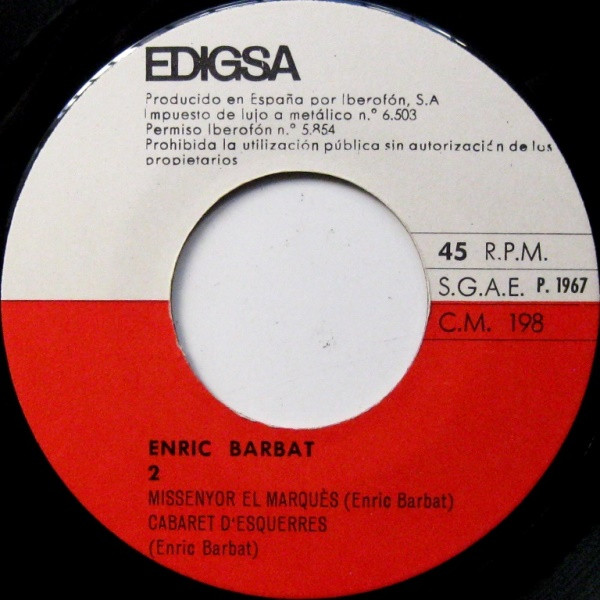 EDIGSA
Producido en España por Iberofón, S.A
Impuesto de lujo a metálico n.º 6.503
Permiso Iberofón n.º 5.854
Prohibida la utilización pública sin autorización de los
propietarios
45 R.P.M.
S.G.A.E. P. 1967
C.M. 198
ENRIC BARBAT
2
MISSENYOR EL MARQUÈS (Enric Barbat)
CABARET D'ESQUERRES
(Enric Barbat)